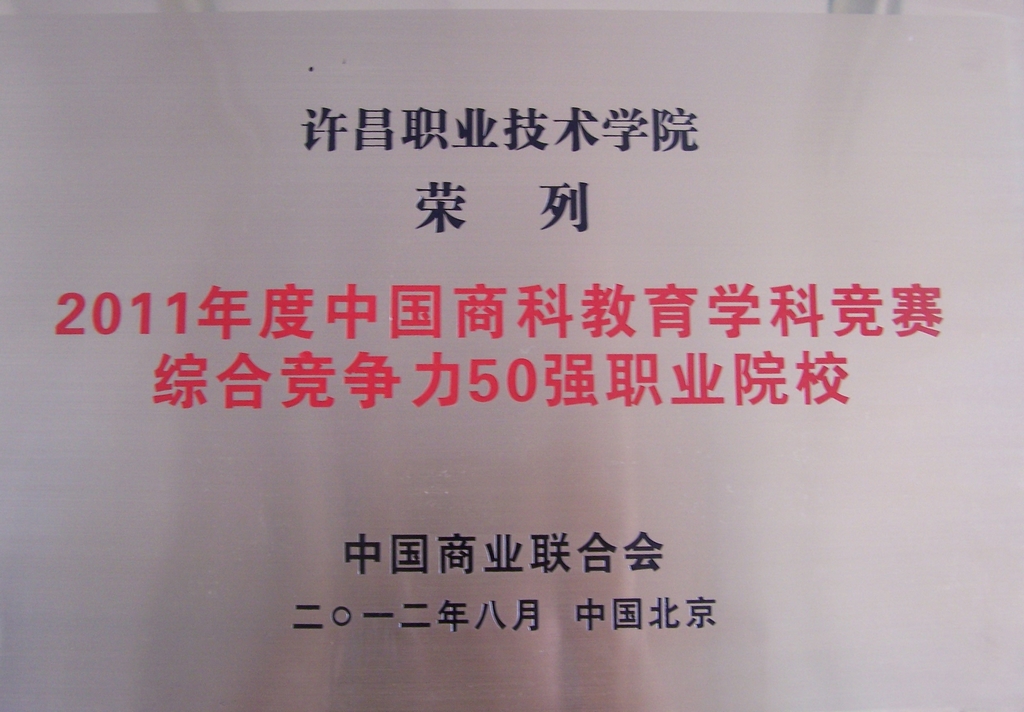 许昌职业技术学院
荣 列
2011年度中国商科教育学科竞赛
综合竞争力50强职业院校
中国商业联合会
二〇一二年八月 中国北京